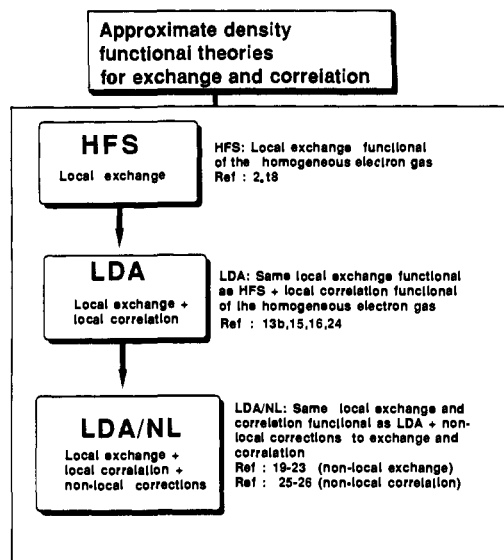 Approximate density
functional theories
for exchange and correlation
HFS
Local exchange
HFS: Local exchange functional
of the homogeneous electron gas
Ref : 2,18
LDA
Local exchange +
local correlation
LDA: Same local exchange functional
as HFS + local correlation functional
of the homogeneous electron gas
Ref : 13b,15,16,24
LDA/NL
Local exchange +
local correlation +
non-local corrections
LDA/NL: Same local exchange and
correlation functional as LDA + non-
local corrections to exchange and
correlation
Ref : 19-23 (non-local exchange)
Ref : 25-26 (non-local correlation)